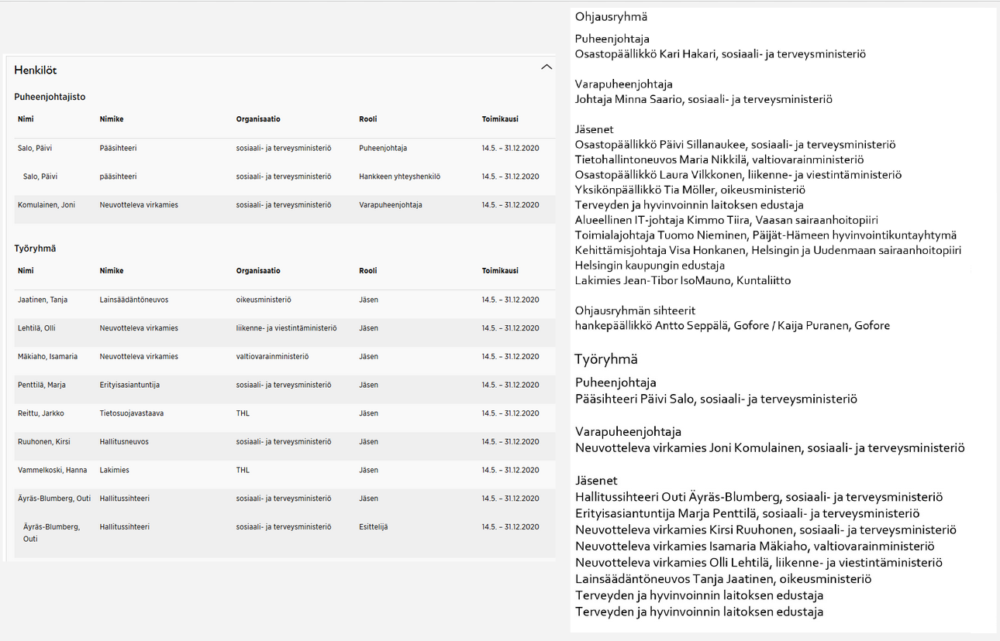 Henkilöt
Puheenjohtajisto
Nimi Nimike Organisaatio Rooli Toimikausi
Salo, Päivi Pääsihteeri sosiaali- ja terveysministeriö Puheenjohtaja 14.5. – 31.12.2020
Salo, Päivi pääsihteeri sosiaali- ja terveysministeriö Hankkeen yhteyshenkilö 14.5. – 31.12.2020
Komulainen, Joni Neuvotteleva virkamies sosiaali- ja terveysministeriö Varapuheenjohtaja 14.5. – 31.12.2020
Työryhmä
Nimi Nimike Organisaatio Rooli Toimikausi
Jaatinen, Tanja Lainsäädäntöneuvos oikeusministeriö Jäsen 14.5. – 31.12.2020
Lehtilä, Olli Neuvotteleva virkamies liikenne- ja viestintäministeriö Jäsen 14.5. – 31.12.2020
Mäkiaho, Isamaria Neuvotteleva virkamies valtiovarainministeriö Jäsen 14.5. – 31.12.2020
Penttilä, Marja Erityisasiantuntija sosiaali- ja terveysministeriö Jäsen 14.5. – 31.12.2020
Reittu, Jarkko Tietosuojavastaava THL Jäsen 14.5. – 31.12.2020
Ruuhonen, Kirsi Hallitusneuvos sosiaali- ja terveysministeriö Jäsen 14.5. – 31.12.2020
Vammelkoski, Hanna Lakimies THL Jäsen 14.5. – 31.12.2020
Äyräs-Blumberg, Outi Hallitussihteeri sosiaali- ja terveysministeriö Jäsen 14.5. – 31.12.2020
Äyräs-Blumberg, Hallitussihteeri sosiaali- ja terveysministeriö Esittelijä 14.5. – 31.12.2020
Outi
Ohjausryhmä
Puheenjohtaja
Osastopäällikkö Kari Hakari, sosiaali- ja terveysministeriö
Varapuheenjohtaja
Johtaja Minna Saario, sosiaali- ja terveysministeriö
Jäsenet
Osastopäällikkö Päivi Sillanaukee, sosiaali- ja terveysministeriö
Tietohallintoneuvos Maria Nikkilä, valtiovarainministeriö
Osastopäällikkö Laura Vilkkonen, liikenne- ja viestintäministeriö
Yksikönpäällikkö Tia Möller, oikeusministeriö
Terveyden ja hyvinvoinnin laitoksen edustaja
Alueellinen IT-johtaja Kimmo Tiira, Vaasan sairaanhoitopiiri
Toimialajohtaja Tuomo Nieminen, Päijät-Hämeen hyvinvointikuntayhtymä
Kehittämisjohtaja Visa Honkanen, Helsingin ja Uudenmaan sairaanhoitopiiri
Helsingin kaupungin edustaja
Lakimies Jean-Tibor IsoMauno, Kuntaliitto
Ohjausryhmän sihteerit
hankepäällikkö Antto Seppälä, Gofore / Kaija Puranen, Gofore
Työryhmä
Puheenjohtaja
Pääsihteeri Päivi Salo, sosiaali- ja terveysministeriö
Varapuheenjohtaja
Neuvotteleva virkamies Joni Komulainen, sosiaali- ja terveysministeriö
Jäsenet
Hallitussihteeri Outi Äyräs-Blumberg, sosiaali- ja terveysministeriö
Erityisasiantuntija Marja Penttilä, sosiaali- ja terveysministeriö
Neuvotteleva virkamies Kirsi Ruuhonen, sosiaali- ja terveysministeriö
Neuvotteleva virkamies Isamaria Mäkiaho, valtiovarainministeriö
Neuvotteleva virkamies Olli Lehtilä, liikenne- ja viestintäministeriö
Lainsäädäntöneuvos Tanja Jaatinen, oikeusministeriö
Terveyden ja hyvinvoinnin laitoksen edustaja
Terveyden ja hyvinvoinnin laitoksen edustaja